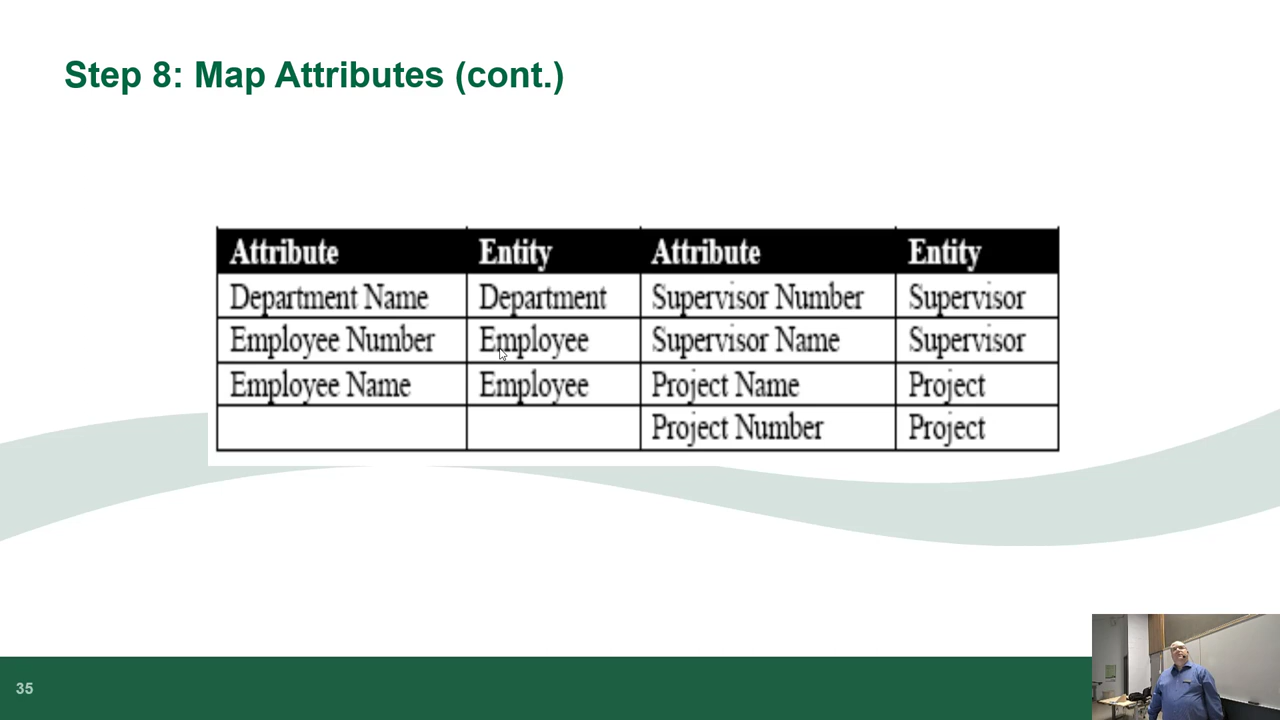 Step 8: Map Attributes (cont.)
Attribute Entity Attribute Entity
Department Name Department Supervisor Number Supervisor
Employee Number Employee Supervisor Name Supervisor
Employee Name Employee Project Name Project
Project Number Project
35